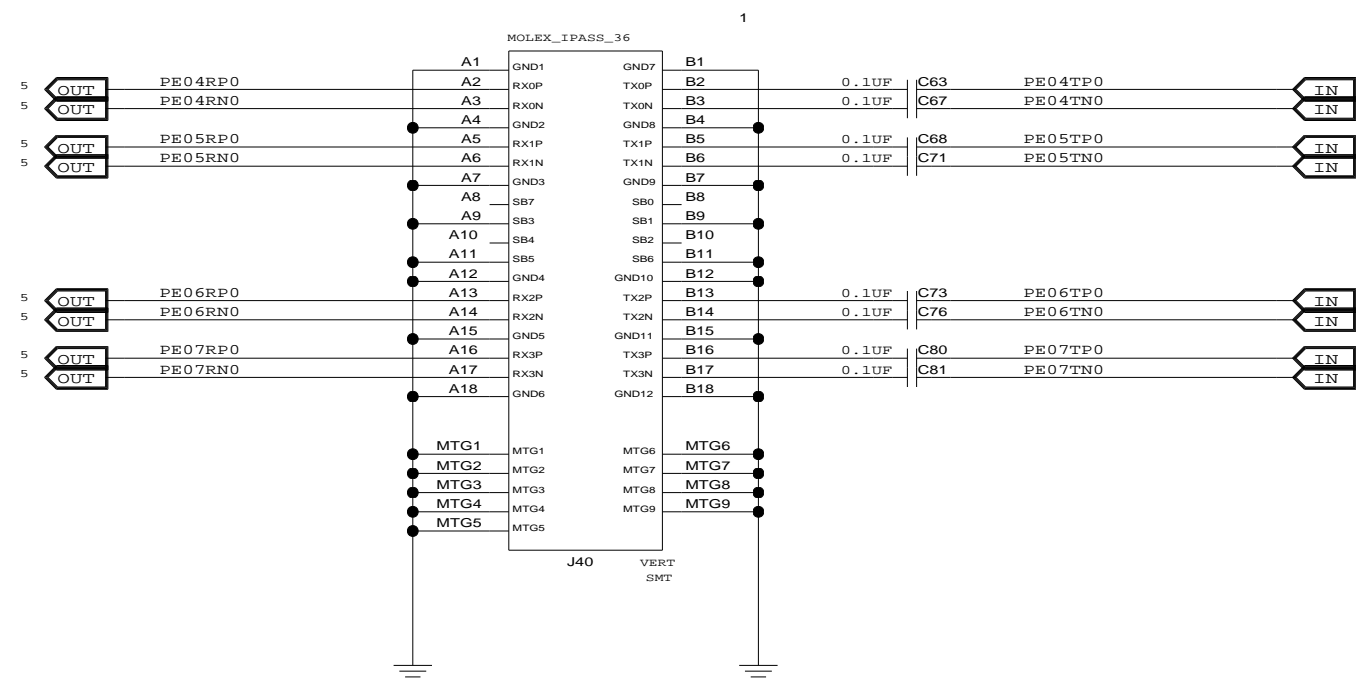 1
MOLEX_IPASS_36
A1 GND1 GND7 B1
5 OUT PE04RP0 A2 RX0P TX0P B2 0.1UF C63 PE04TP0 IN
5 OUT PE04RN0 A3 RX0N TX0N B3 0.1UF C67 PE04TN0 IN
A4 GND2 GND8 B4
5 OUT PE05RP0 A5 RX1P TX1P B5 0.1UF C68 PE05TP0 IN
5 OUT PE05RN0 A6 RX1N TX1N B6 0.1UF C71 PE05TN0 IN
A7 GND3 GND9 B7
A8 SB7 SB0 B8
A9 SB3 SB1 B9
A10 SB4 SB2 B10
A11 SB5 SB6 B11
A12 GND4 GND10 B12
5 OUT PE06RP0 A13 RX2P TX2P B13 0.1UF C73 PE06TP0 IN
5 OUT PE06RN0 A14 RX2N TX2N B14 0.1UF C76 PE06TN0 IN
A15 GND5 GND11 B15
5 OUT PE07RP0 A16 RX3P TX3P B16 0.1UF C80 PE07TP0 IN
5 OUT PE07RN0 A17 RX3N TX3N B17 0.1UF C81 PE07TN0 IN
A18 GND6 GND12 B18
MTG1 MTG1 MTG6 MTG6
MTG2 MTG2 MTG7 MTG7
MTG3 MTG3 MTG8 MTG8
MTG4 MTG4 MTG9 MTG9
MTG5 MTG5
J40 VERT
SMT